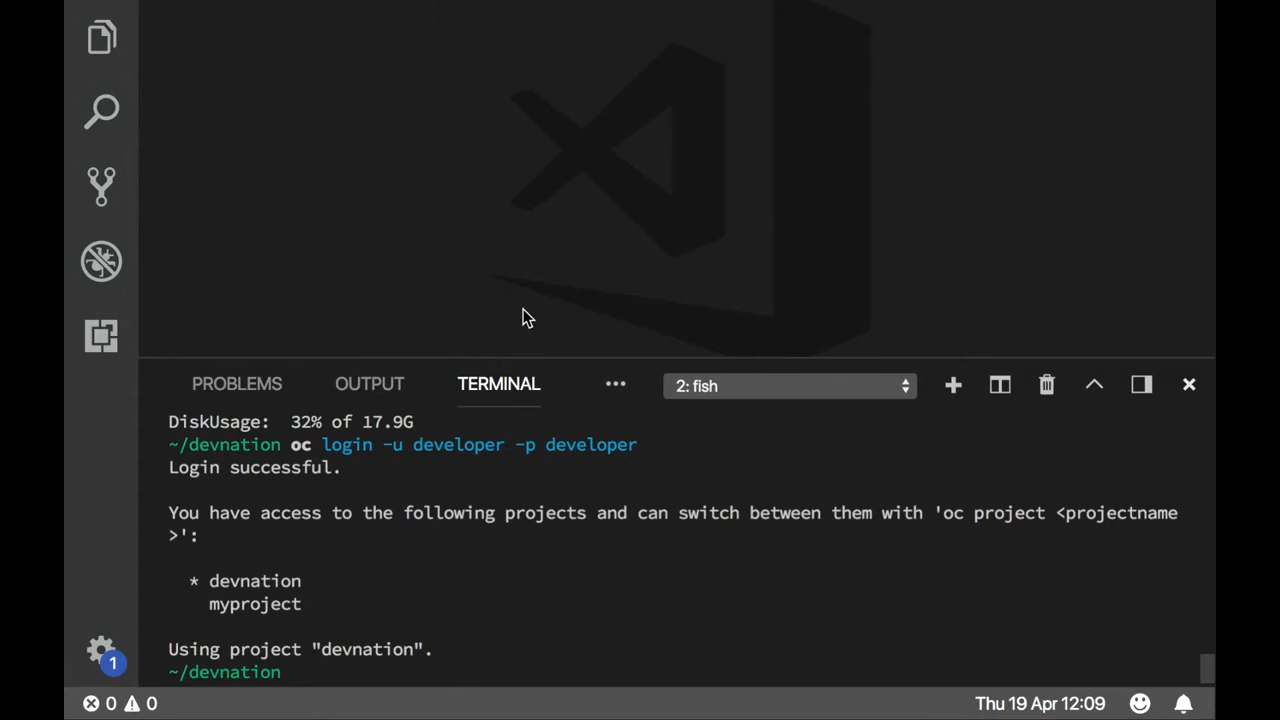 PROBLEMS OUTPUT TERMINAL ••• 2: fish
DiskUsage: 32% of 17.9G
~/devnation oc login -u developer -p developer
Login successful.
You have access to the following projects and can switch between them with 'oc project <projectname
>':
* devnation
myproject
Using project "devnation".
~/devnation
1
0 0 Thu 19 Apr 12:09